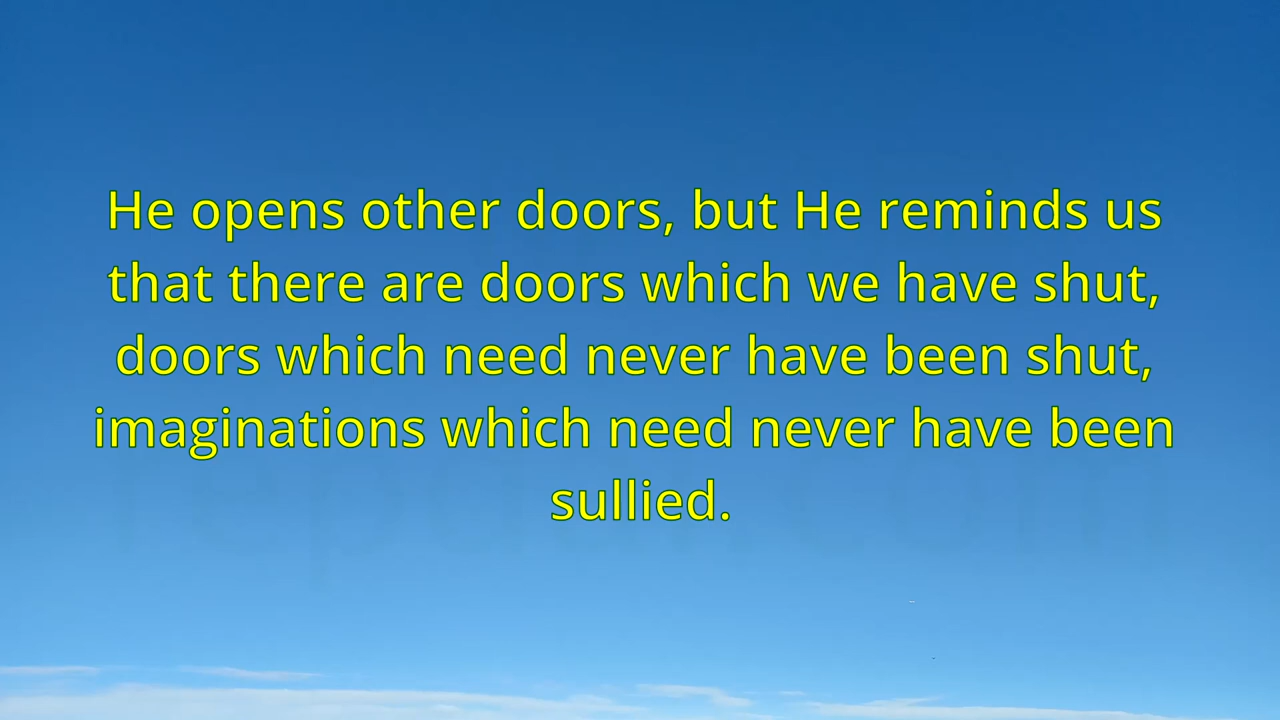 He opens other doors, but He reminds us
that there are doors which we have shut,
doors which need never have been shut,
imaginations which need never have been
sullied.